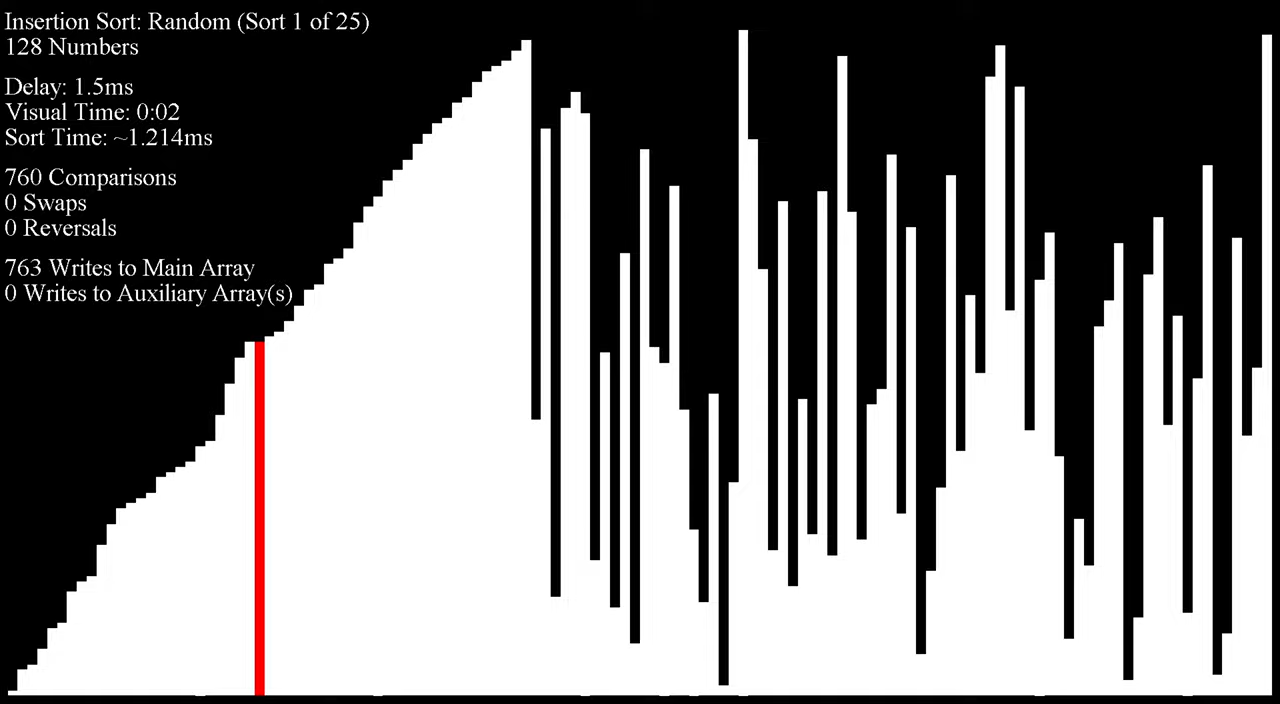 Insertion Sort: Random (Sort 1 of 25)
128 Numbers
Delay: 1.5ms
Visual Time: 0:02
Sort Time: ~1.214ms
760 Comparisons
0 Swaps
0 Reversals
763 Writes to Main Array
0 Writes to Auxiliary Array(s)